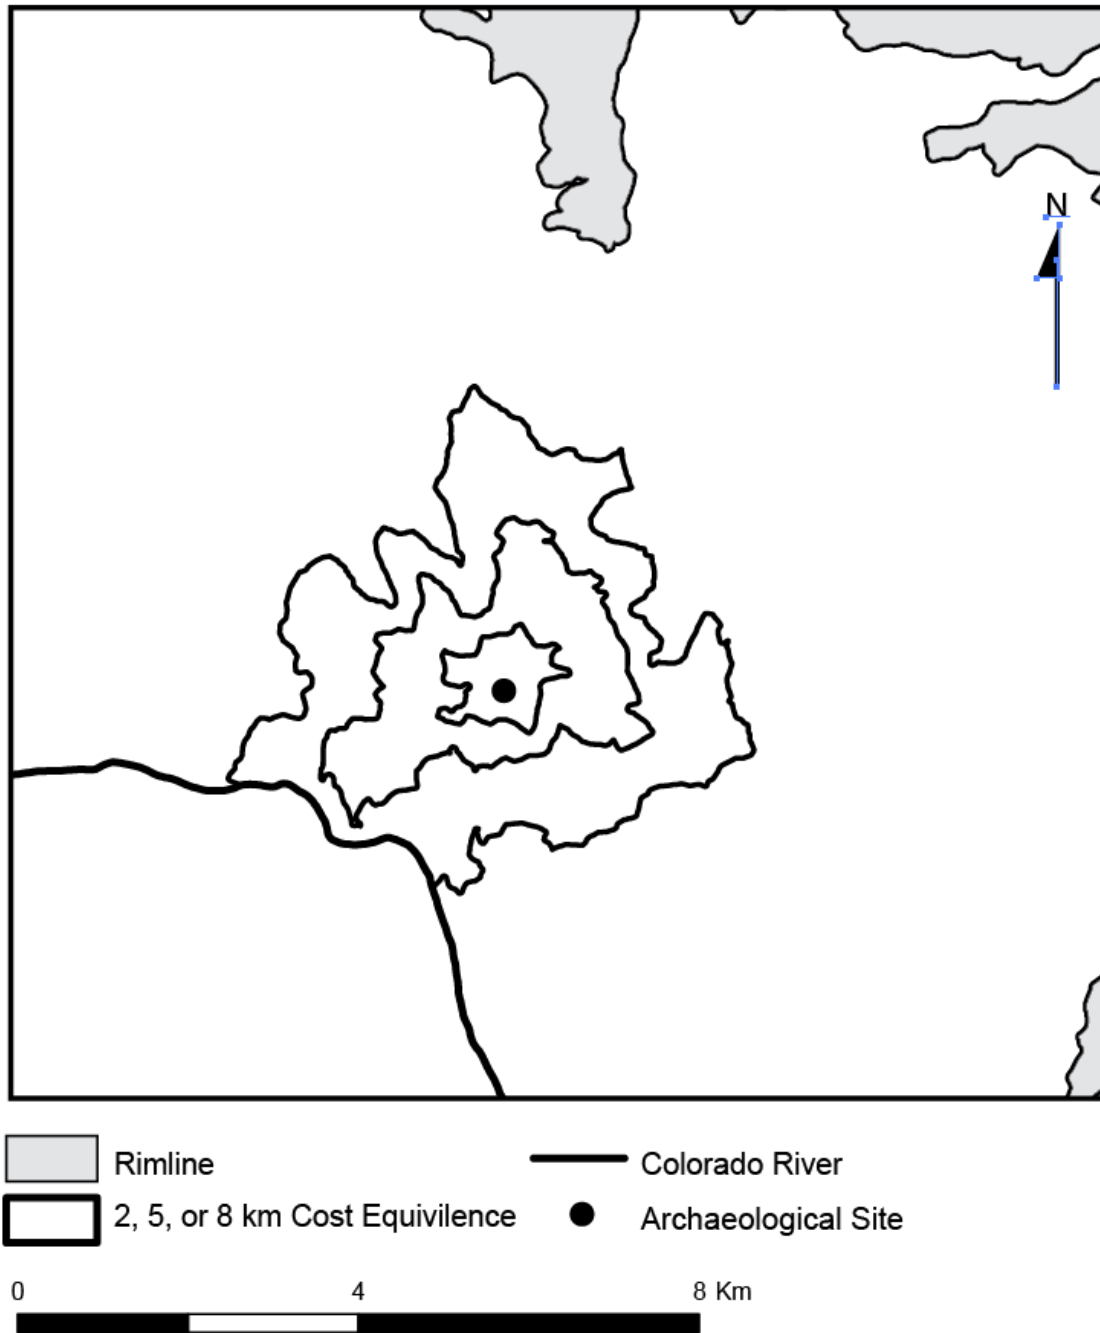 N
Rimline
Colorado River
2, 5, or 8 km Cost Equivilence
Archaeological Site
0
4
8 Km